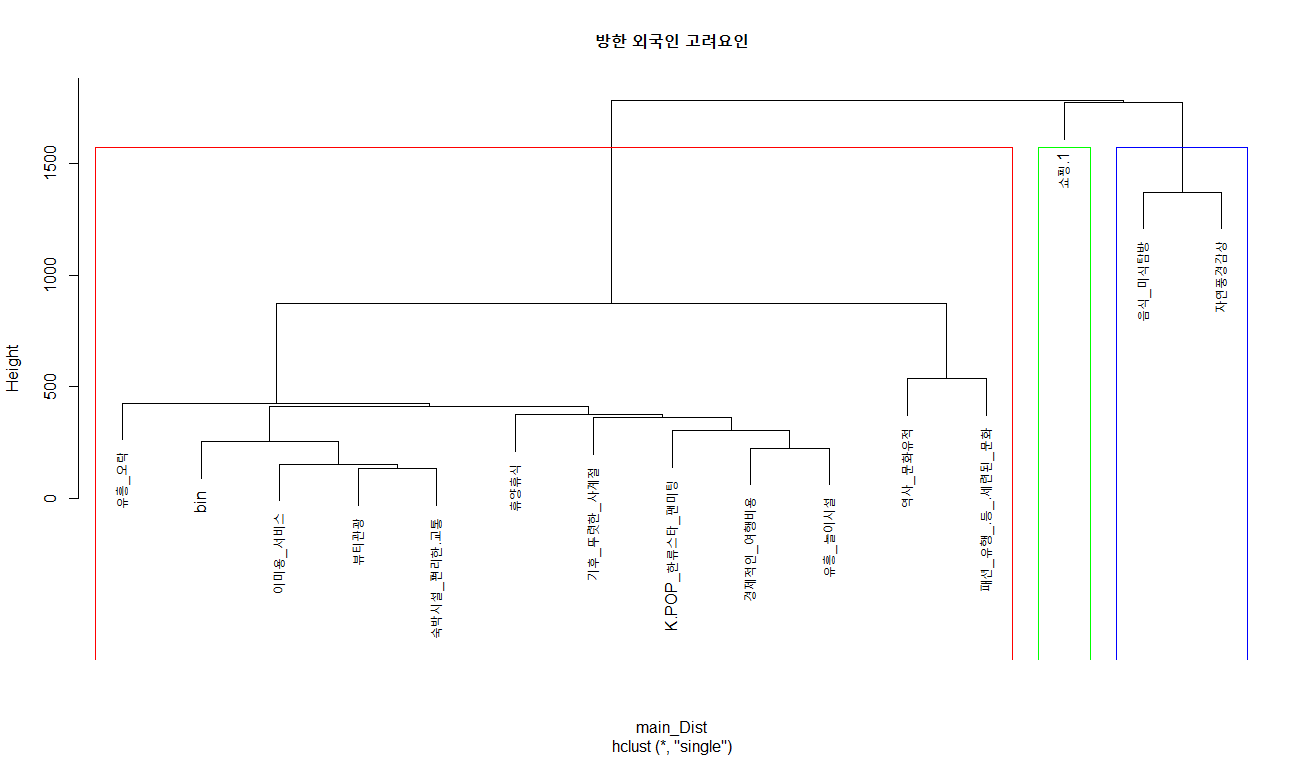 방한 외국인 고려요인
Height
0
500
1000
1500
유흥_오락
bin
이미용_서비스
뷰티관광
숙박시설_편리한.교통
휴양휴식
기후_뚜렷한_사계절
K.POP_한류스타_팬미팅
경제적인_여행비용
유흥_놀이시설
역사_문화유적
패션_유행_.등_.세련된_문화
쇼핑.1
음식_미식탐방
자연풍경감상
main_Dist
hclust (*, "single")